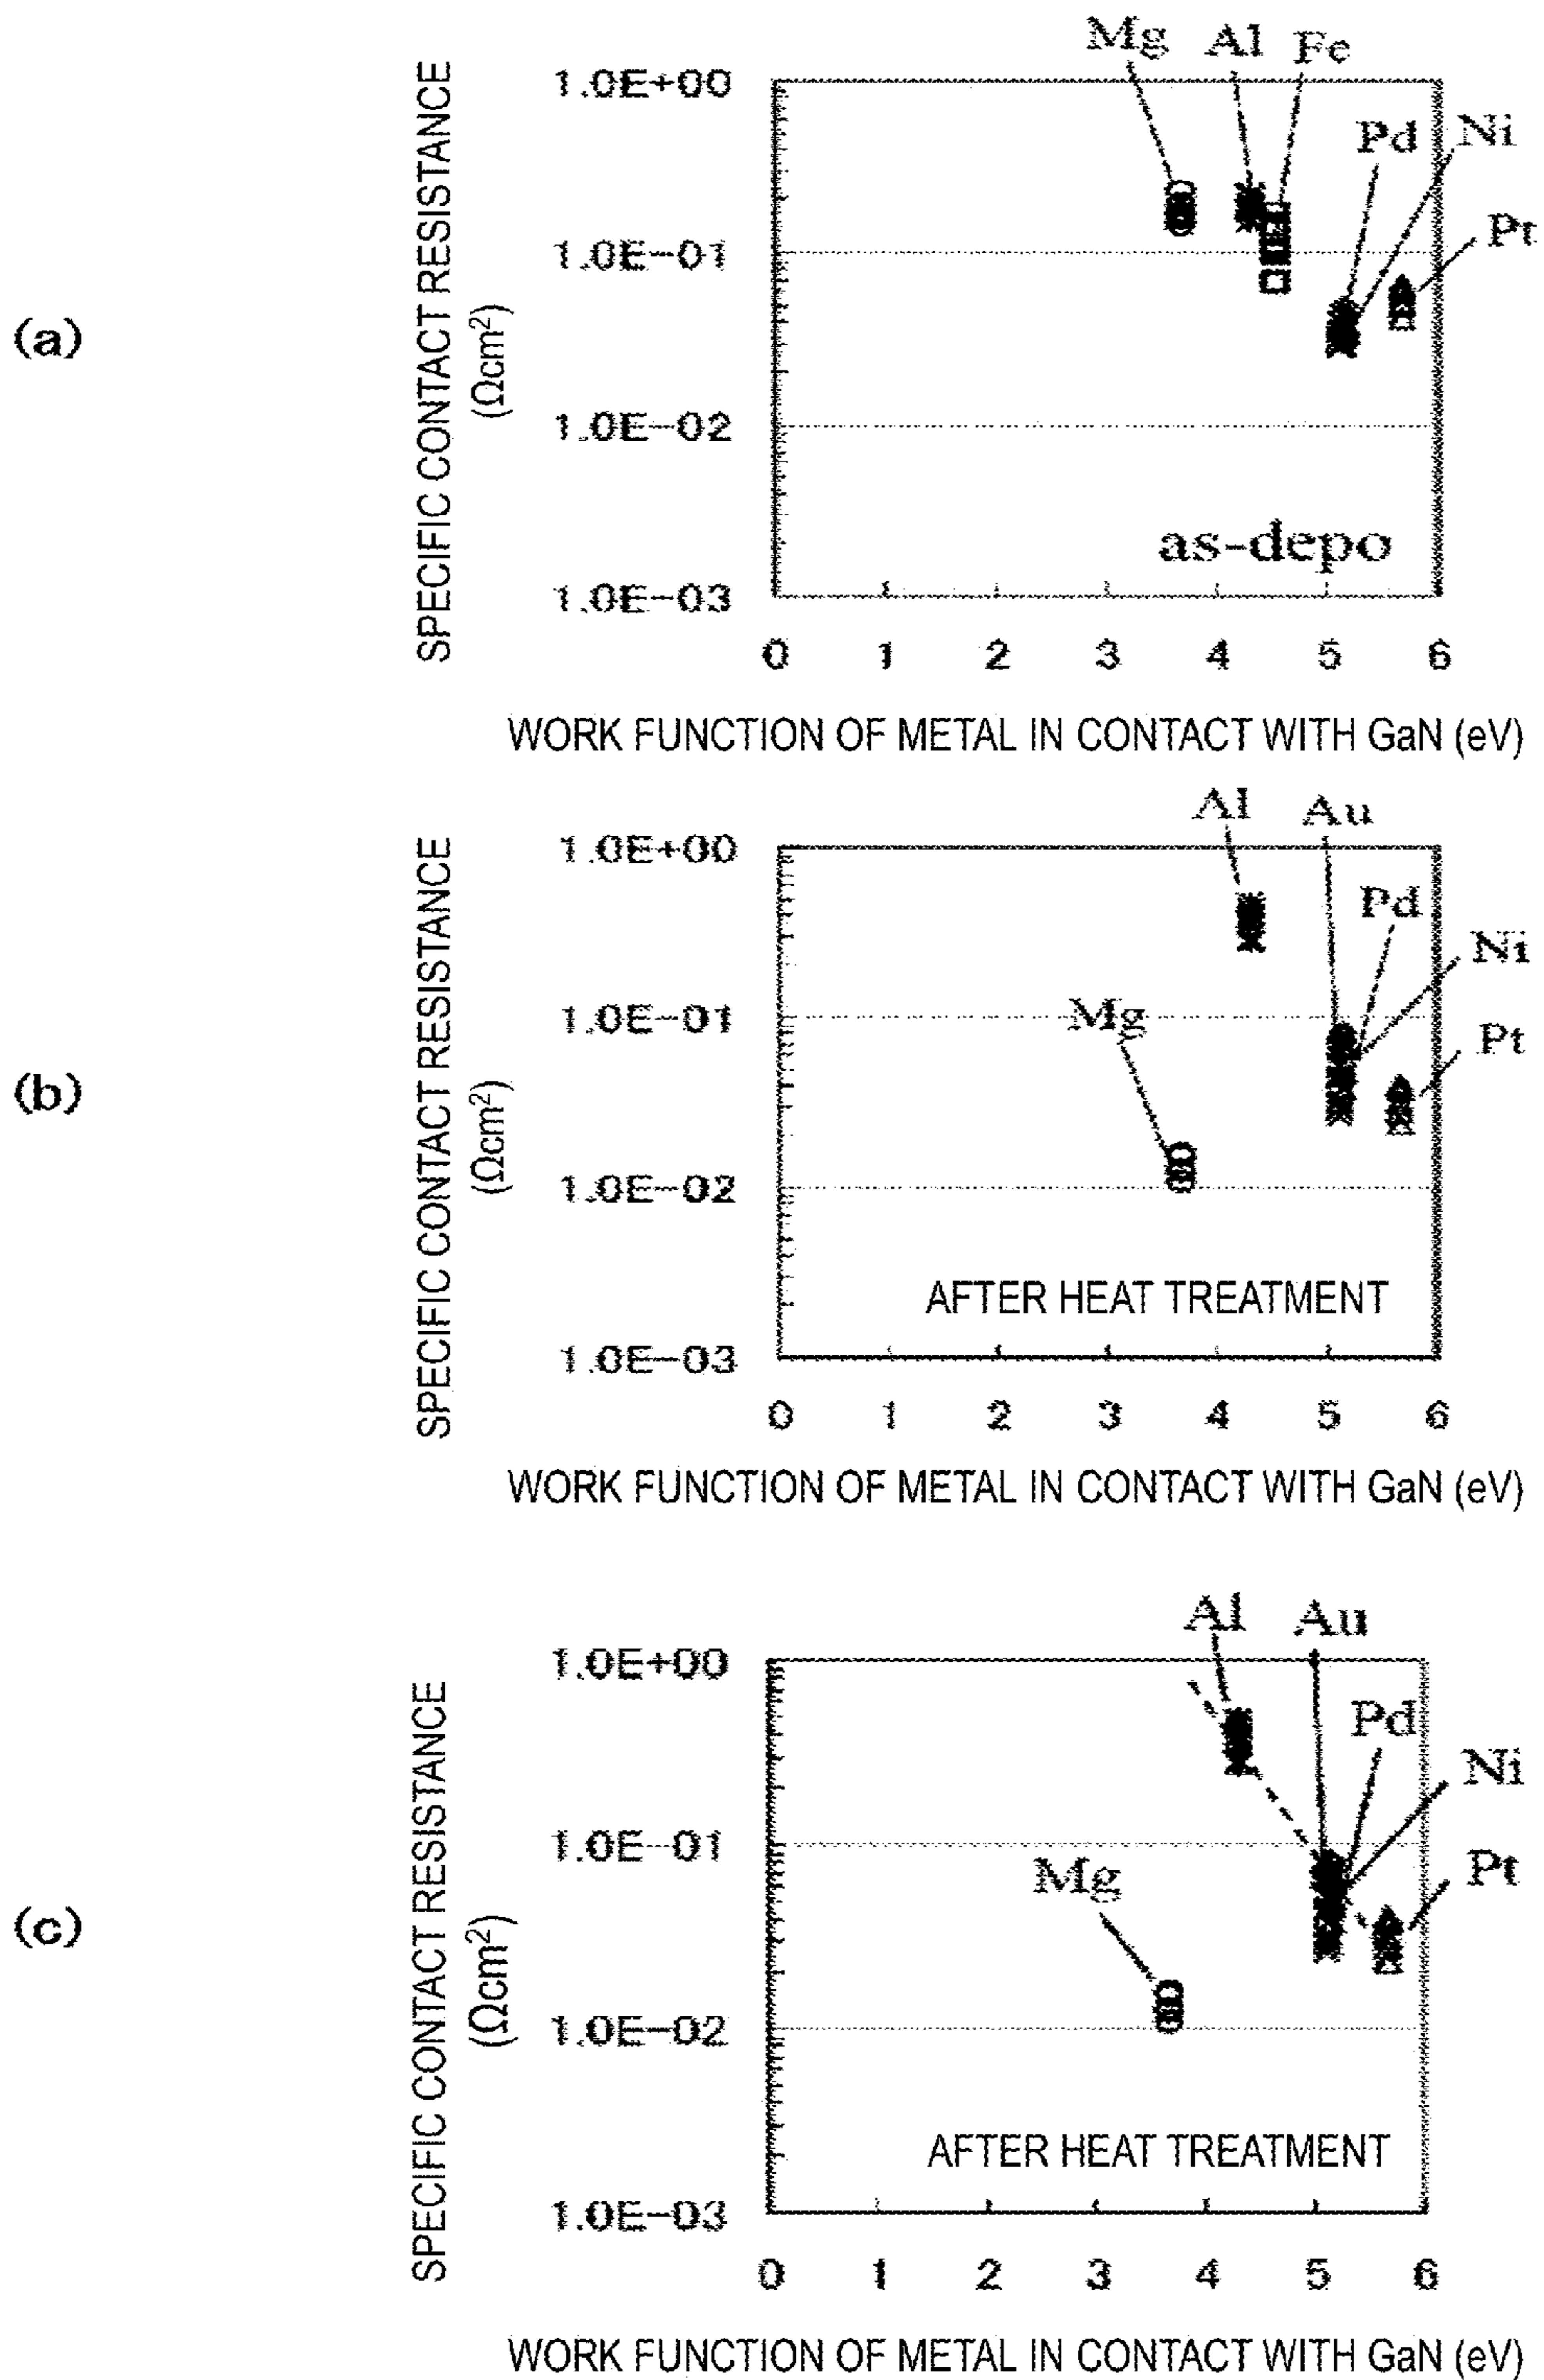 (a)
SPECIFIC CONTACT RESISTANCE
(Ωcm²)
Mg Al Fe
Pd Ni
Pt
1.0E+00
1.0E-01
1.0E-02
1.0E-03
as-depo
0 1 2 3 4 5 6
WORK FUNCTION OF METAL IN CONTACT WITH GaN (eV)
(b)
SPECIFIC CONTACT RESISTANCE
(Ωcm²)
Al Au
Pd
Ni
Mg
Pt
1.0E+00
1.0E-01
1.0E-02
1.0E-03
AFTER HEAT TREATMENT
0 1 2 3 4 5 6
WORK FUNCTION OF METAL IN CONTACT WITH GaN (eV)
(c)
SPECIFIC CONTACT RESISTANCE
(Ωcm²)
Al Au
Pd
Ni
Mg
Pt
1.0E+00
1.0E-01
1.0E-02
1.0E-03
AFTER HEAT TREATMENT
0 1 2 3 4 5 6
WORK FUNCTION OF METAL IN CONTACT WITH GaN (eV)